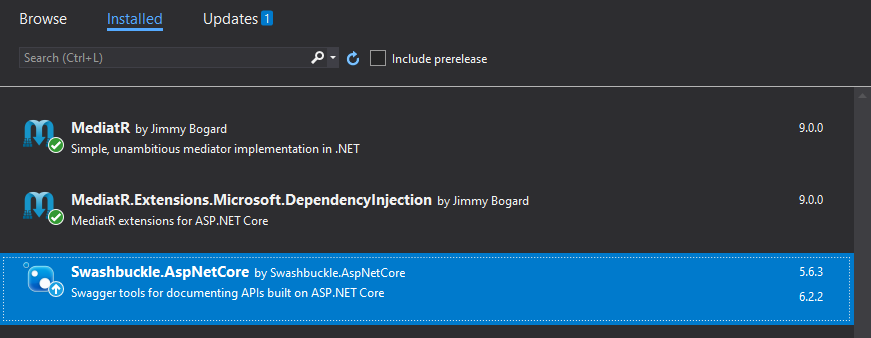 Browse Installed Updates 1
Search (Ctrl+L) Include prerelease
MediatR by Jimmy Bogard 9.0.0
Simple, unambitious mediator implementation in .NET
MediatR.Extensions.Microsoft.DependencyInjection by Jimmy Bogard 9.0.0
MediatR extensions for ASP.NET Core
Swashbuckle.AspNetCore by Swashbuckle.AspNetCore 5.6.3
Swagger tools for documenting APIs built on ASP.NET Core 6.2.2